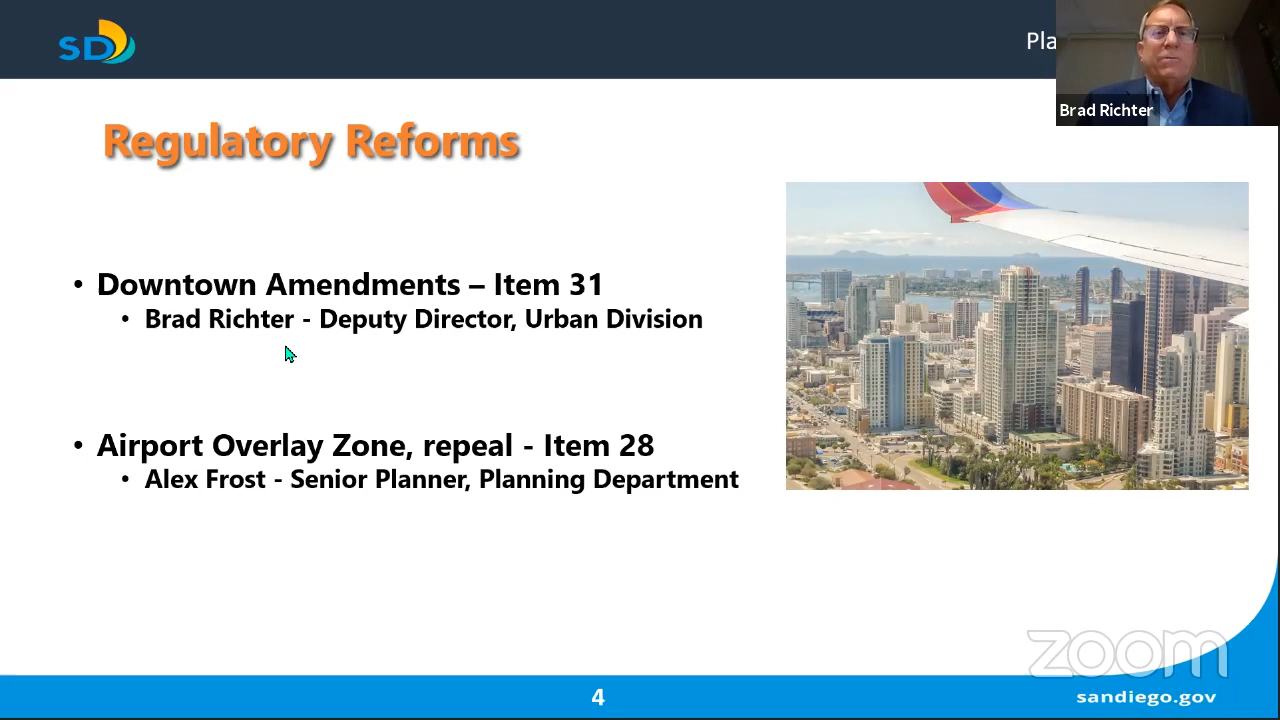 SD
Pla
Brad Richter
Regulatory Reforms
• Downtown Amendments – Item 31
• Brad Richter - Deputy Director, Urban Division
• Airport Overlay Zone, repeal - Item 28
• Alex Frost - Senior Planner, Planning Department
zoom
4
sandiego.gov